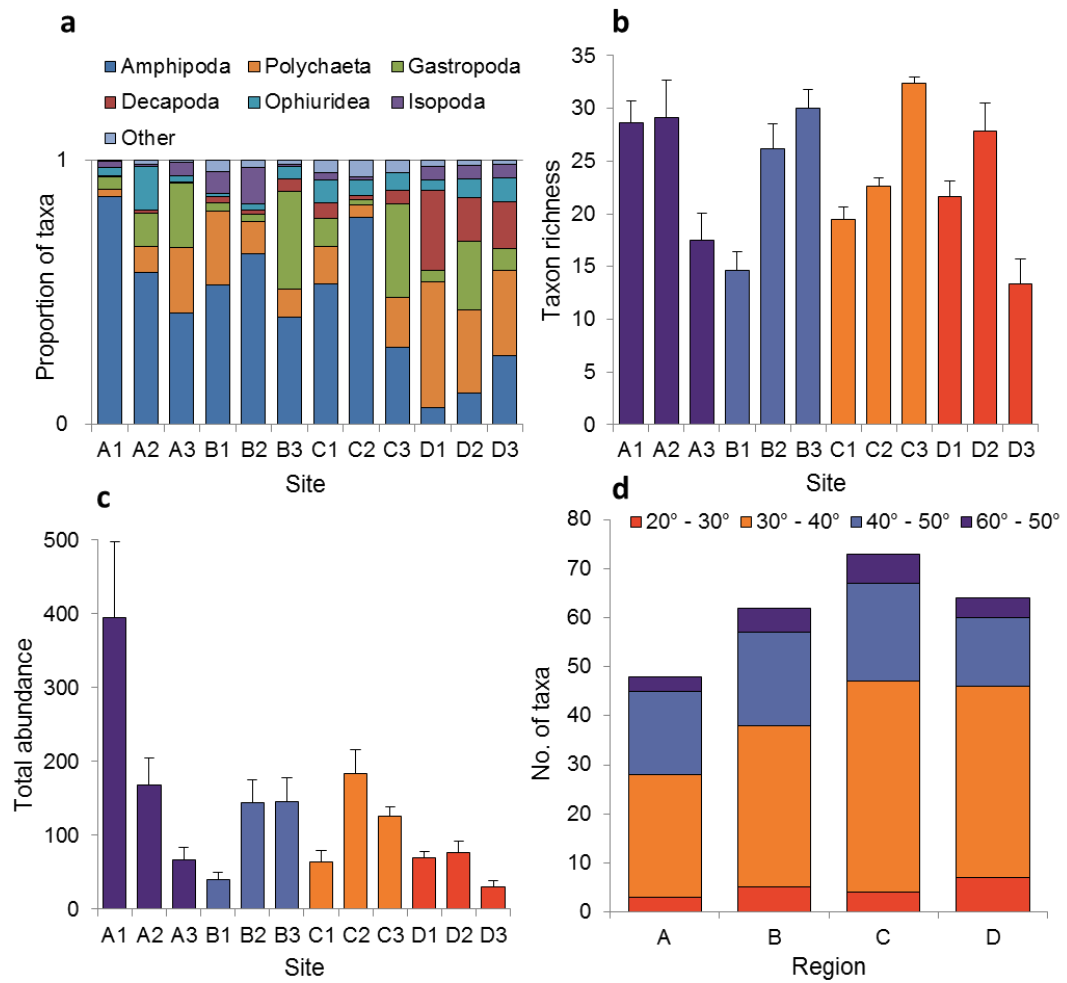 a
Amphipoda Polychaeta Gastropoda
Decapoda Ophiuridea Isopoda
Other
Proportion of taxa
1
0
A1 A2 A3 B1 B2 B3 C1 C2 C3 D1 D2 D3
Site
b
Taxon richness
35
30
25
20
15
10
5
0
A1 A2 A3 B1 B2 B3 C1 C2 C3 D1 D2 D3
Site
c
Total abundance
500
400
300
200
100
0
A1 A2 A3 B1 B2 B3 C1 C2 C3 D1 D2 D3
Site
d
20° - 30° 30° - 40° 40° - 50° 60° - 50°
No. of taxa
80
70
60
50
40
30
20
10
0
A B C D
Region